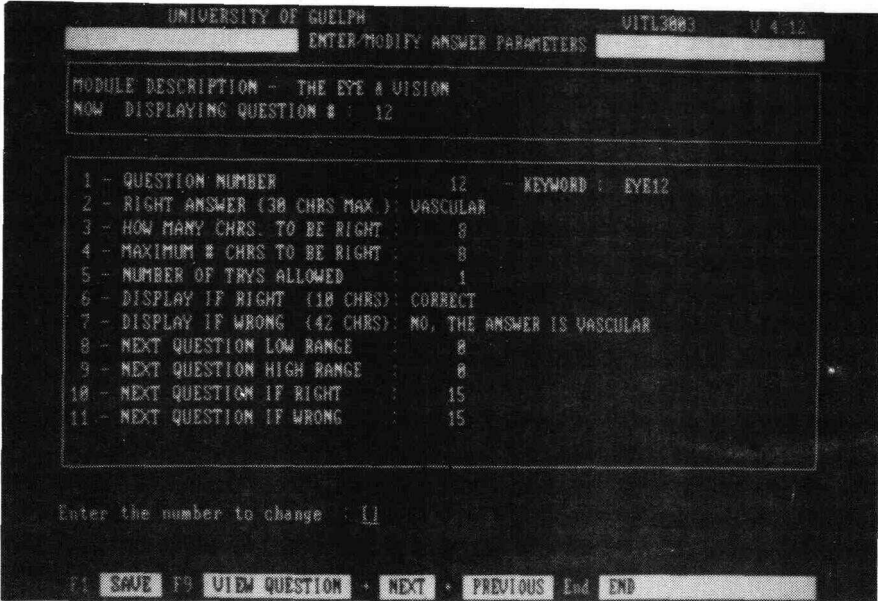 UNIVERSITY OF GUELPH VITL3003 V 4.12
ENTER/MODIFY ANSWER PARAMETERS
MODULE DESCRIPTION - THE EYE & VISION
NOW DISPLAYING QUESTION # : 12
1 - QUESTION NUMBER : 12 - KEYWORD : EYE12
2 - RIGHT ANSWER (30 CHRS MAX.): VASCULAR
3 - HOW MANY CHRS. TO BE RIGHT : 8
4 - MAXIMUM # CHRS TO BE RIGHT : 8
5 - NUMBER OF TRYS ALLOWED : 1
6 - DISPLAY IF RIGHT (10 CHRS): CORRECT
7 - DISPLAY IF WRONG (42 CHRS): NO, THE ANSWER IS VASCULAR
8 - NEXT QUESTION LOW RANGE : 0
9 - NEXT QUESTION HIGH RANGE : 0
10 - NEXT QUESTION IF RIGHT : 15
11 - NEXT QUESTION IF WRONG : 15
Enter the number to change : []
F1 SAVE F9 VIEW QUESTION + NEXT + PREVIOUS End END